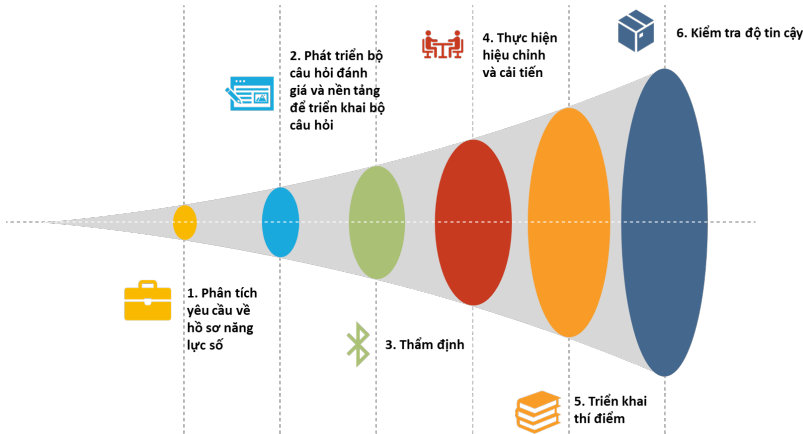 1. Phân tích
yêu cầu về
hồ sơ năng
lực số
2. Phát triển bộ
câu hỏi đánh
giá và nền tảng
để triển khai bộ
câu hỏi
3. Thẩm định
4. Thực hiện
hiệu chỉnh
và cải tiến
5. Triển khai
thí điểm
6. Kiểm tra độ tin cậy